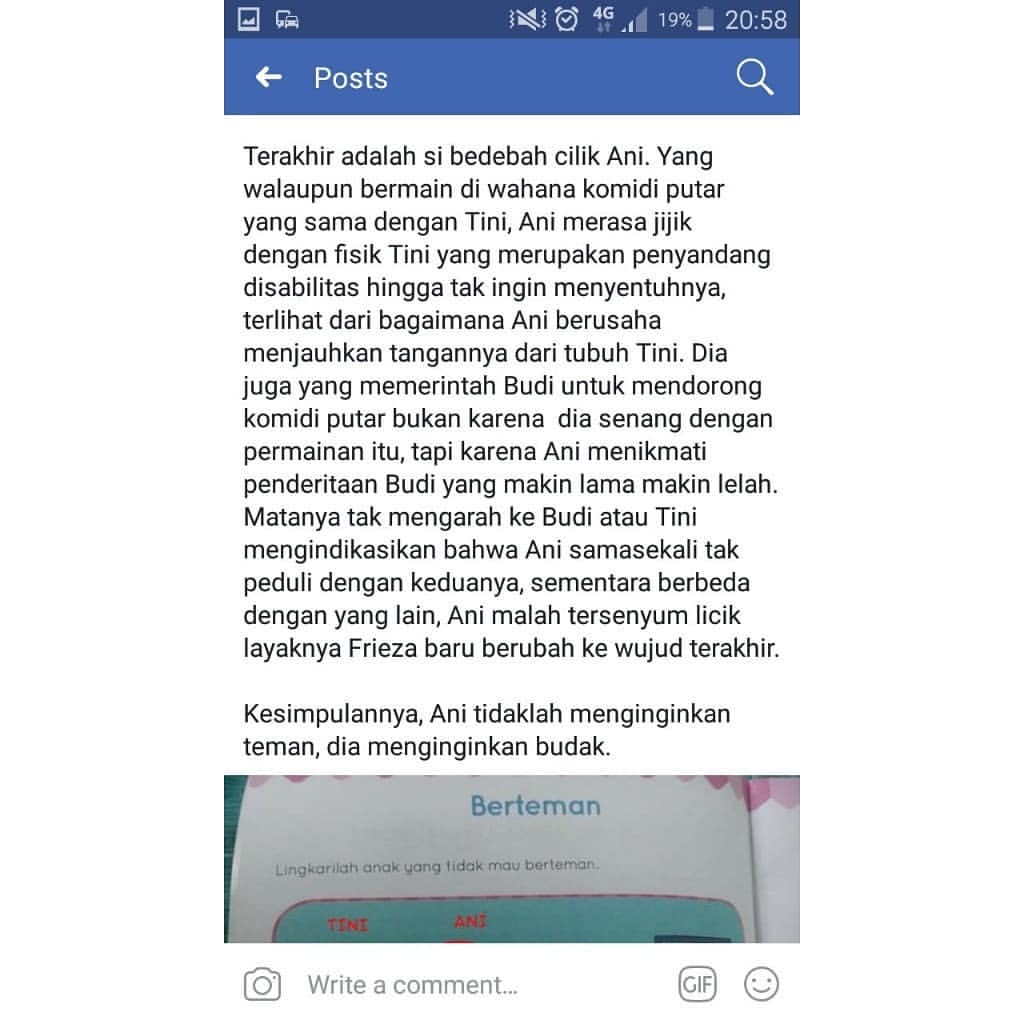 4G 19% 20:58
Posts
Terakhir adalah si bedebah cilik Ani. Yang
walaupun bermain di wahana komidi putar
yang sama dengan Tini, Ani merasa jijik
dengan fisik Tini yang merupakan penyandang
disabilitas hingga tak ingin menyentuhnya,
terlihat dari bagaimana Ani berusaha
menjauhkan tangannya dari tubuh Tini. Dia
juga yang memerintah Budi untuk mendorong
komidi putar bukan karena  dia senang dengan
permainan itu, tapi karena Ani menikmati
penderitaan Budi yang makin lama makin lelah.
Matanya tak mengarah ke Budi atau Tini
mengindikasikan bahwa Ani samasekali tak
peduli dengan keduanya, sementara berbeda
dengan yang lain, Ani malah tersenyum licik
layaknya Frieza baru berubah ke wujud terakhir.
Kesimpulannya, Ani tidaklah menginginkan
teman, dia menginginkan budak.
Berteman
Lingkarilah anak yang tidak mau berteman.
TINI ANI
Write a comment...
GIF